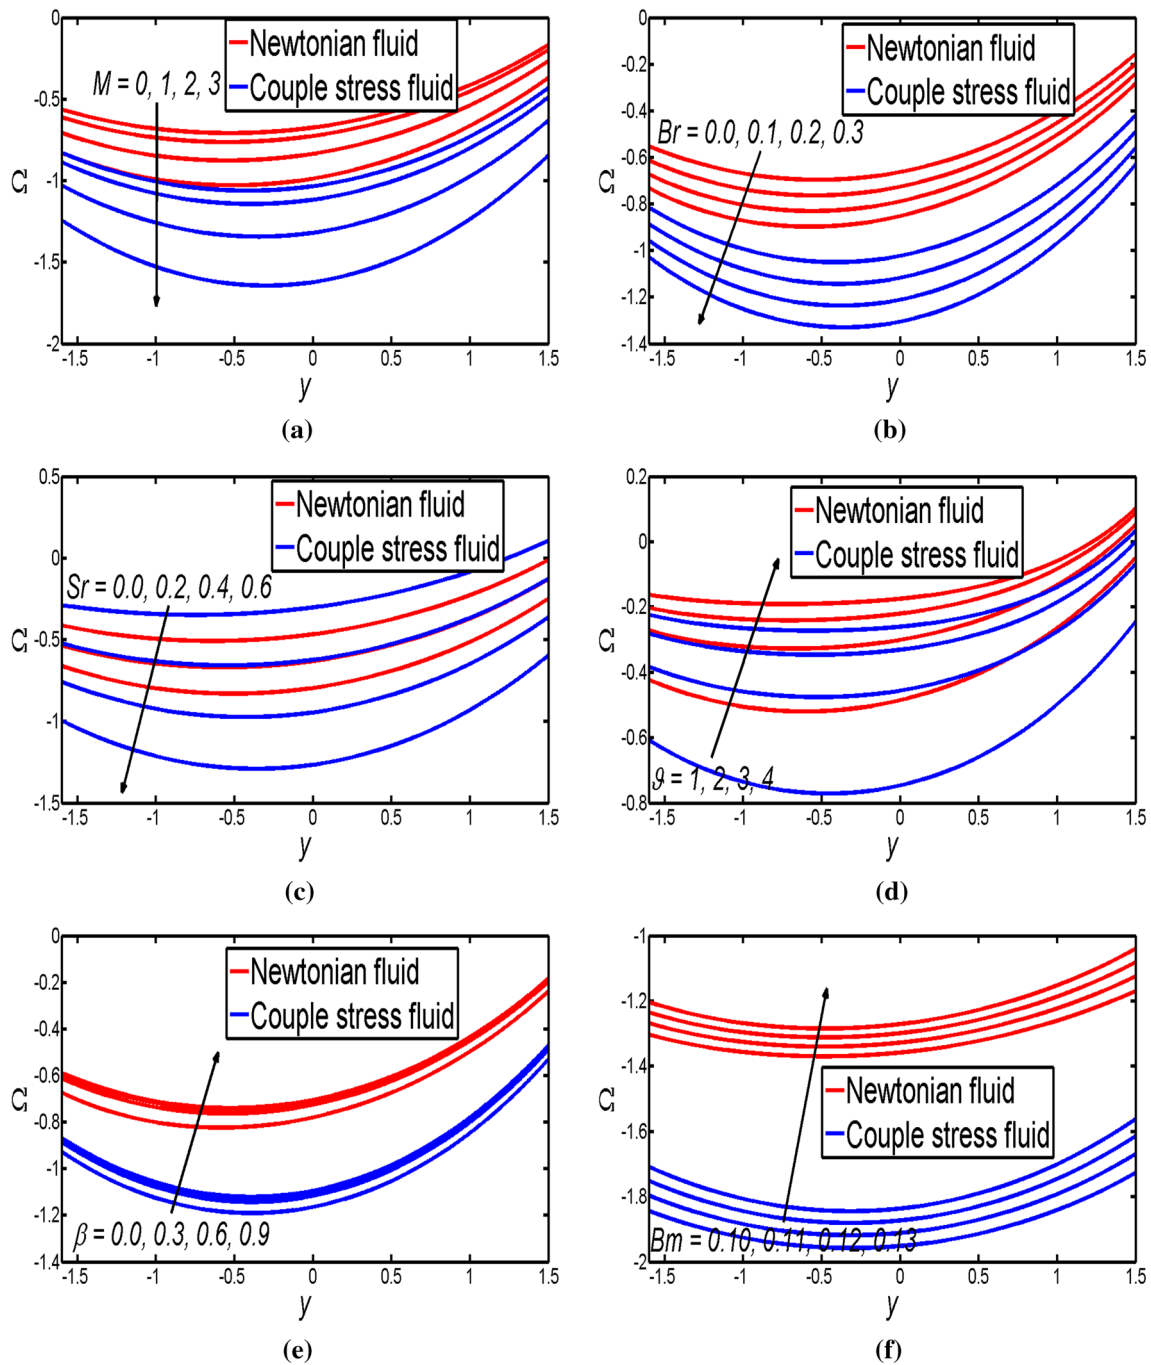 0
-0.5
-1
-1.5
-2
Ω
Newtonian fluid
Couple stress fluid
M = 0, 1, 2, 3
-1.5 -1 -0.5 0 0.5 1 1.5
y
(a)
0
-0.2
-0.4
-0.6
-0.8
-1
-1.2
-1.4
Ω
Newtonian fluid
Couple stress fluid
Br = 0.0, 0.1, 0.2, 0.3
-1.5 -1 -0.5 0 0.5 1 1.5
y
(b)
0.5
0
-0.5
-1
-1.5
Ω
Newtonian fluid
Couple stress fluid
Sr = 0.0, 0.2, 0.4, 0.6
-1.5 -1 -0.5 0 0.5 1 1.5
y
(c)
0.2
0
-0.2
-0.4
-0.6
-0.8
Ω
Newtonian fluid
Couple stress fluid
ϑ = 1, 2, 3, 4
-1.5 -1 -0.5 0 0.5 1 1.5
y
(d)
0
-0.2
-0.4
-0.6
-0.8
-1
-1.2
-1.4
Ω
Newtonian fluid
Couple stress fluid
β = 0.0, 0.3, 0.6, 0.9
-1.5 -1 -0.5 0 0.5 1 1.5
y
(e)
-1
-1.2
-1.4
-1.6
-1.8
-2
Ω
Newtonian fluid
Couple stress fluid
Bm = 0.10, 0.11, 0.12, 0.13
-1.5 -1 -0.5 0 0.5 1 1.5
y
(f)